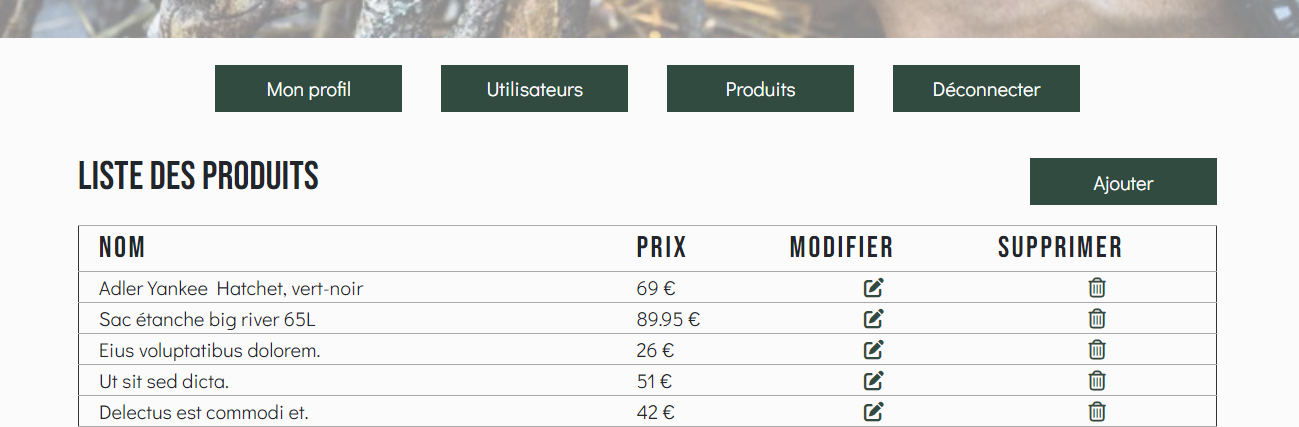 Mon profil Utilisateurs Produits Déconnecter
LISTE DES PRODUITS Ajouter
NOM PRIX MODIFIER SUPPRIMER
Adler Yankee  Hatchet, vert-noir 69 €
Sac étanche big river 65L 89.95 €
Eius voluptatibus dolorem. 26 €
Ut sit sed dicta. 51 €
Delectus est commodi et. 42 €